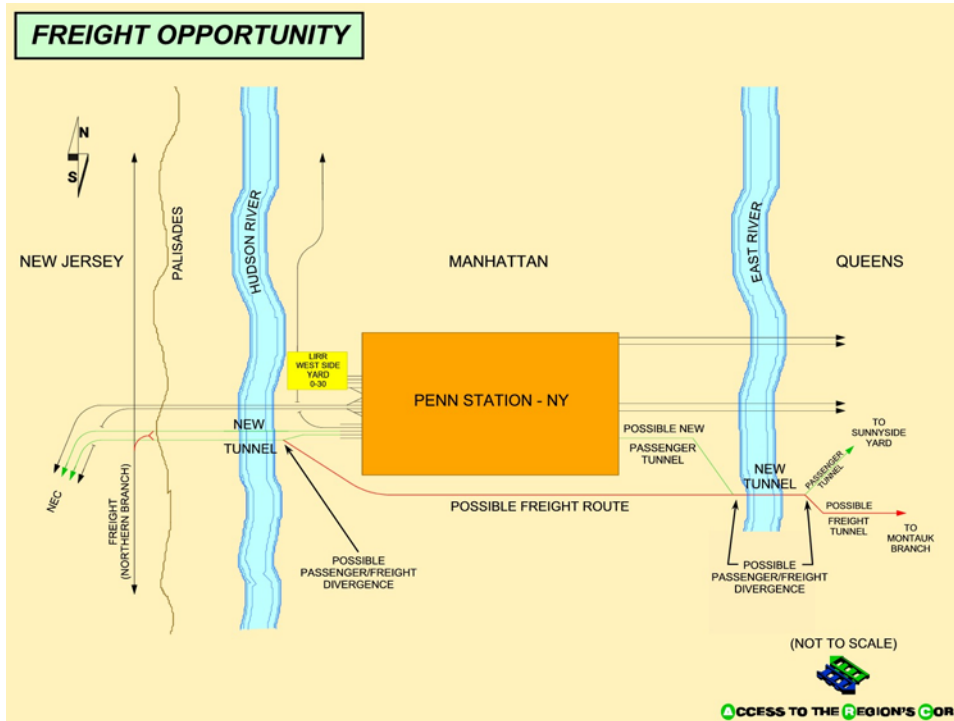 FREIGHT OPPORTUNITY
N
S
NEW JERSEY
PALISADES
HUDSON RIVER
MANHATTAN
EAST RIVER
QUEENS
LIRR
WEST SIDE
YARD
0-30
PENN STATION - NY
NEW
TUNNEL
POSSIBLE NEW
PASSENGER
TUNNEL
TO
SUNNYSIDE
YARD
PASSENGER
TUNNEL
NEW
TUNNEL
NEC
FREIGHT
(NORTHERN BRANCH)
POSSIBLE FREIGHT ROUTE
POSSIBLE
FREIGHT
TUNNEL
TO
MONTAUK
BRANCH
POSSIBLE
PASSENGER/FREIGHT
DIVERGENCE
POSSIBLE
PASSENGER/FREIGHT
DIVERGENCE
(NOT TO SCALE)
ACCESS TO THE REGION'S COR